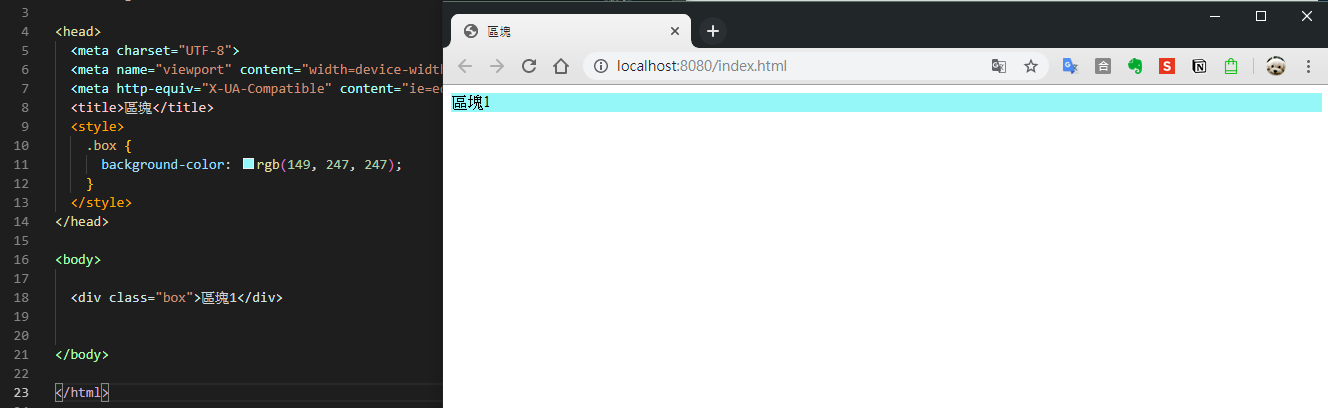 3
4 <head>
5 <meta charset="UTF-8">
6 <meta name="viewport" content="width=device-width
7 <meta http-equiv="X-UA-Compatible" content="ie=ed
8 <title>區塊</title>
9 <style>
10 .box {
11 background-color: rgb(149, 247, 247);
12 }
13 </style>
14 </head>
15
16 <body>
17
18 <div class="box">區塊1</div>
19
20
21 </body>
22
23 </html>
區塊
localhost:8080/index.html
區塊1